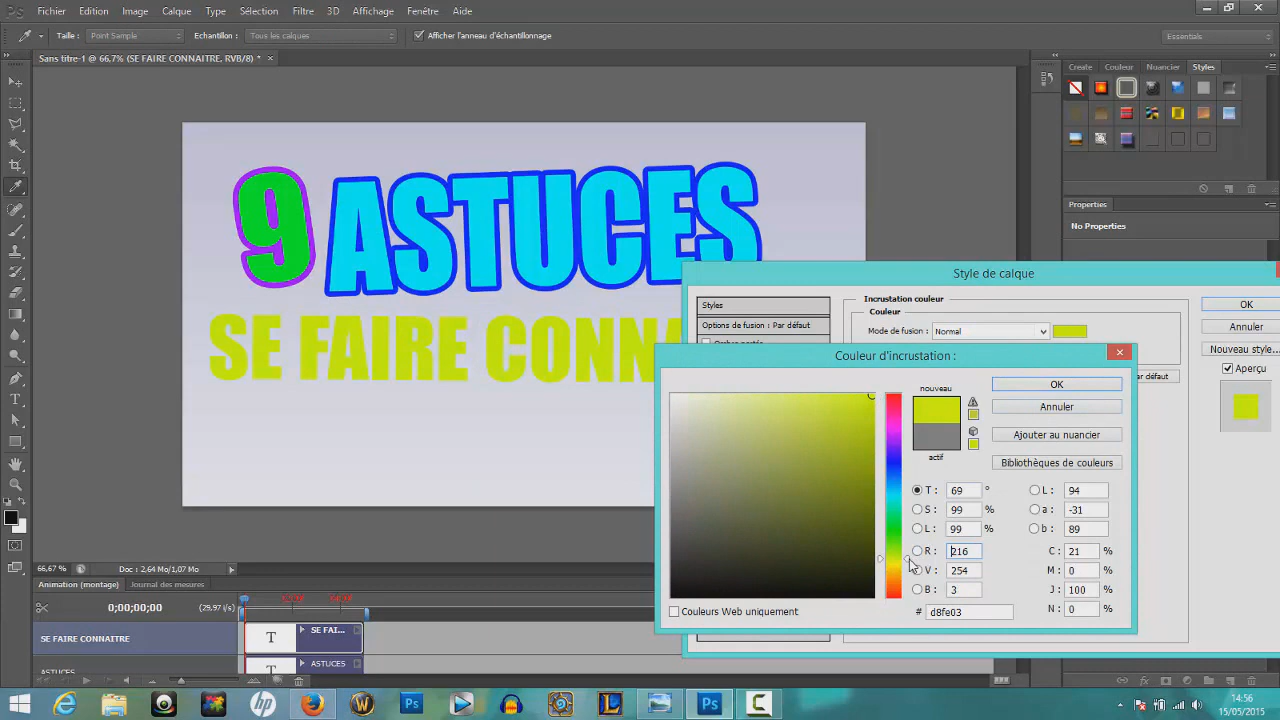 Ps Fichier Edition Image Calque Type Sélection Filtre 3D Affichage Fenêtre Aide
Taille : Point Sample Echantillon : Tous les calques Afficher l'anneau d'échantillonnage Essentials
Sans titre-1 @ 66,7% (SE FAIRE CONNAITRE, RVB/8) *
Create Couleur Nuancier Styles
9 ASTUCES
SE FAIRE CONNA
Properties
No Properties
Style de calque
Styles
Options de fusion : Par défaut
Incrustation couleur
Couleur
Mode de fusion : Normal
OK
Annuler
Nouveau style...
Aperçu
Couleur d'incrustation :
nouveau
actif
OK
Annuler
Ajouter au nuancier
Bibliothèques de couleurs
T : 69 ° L : 94
S : 99 % a : -31
L : 99 % b : 89
R : 216 C : 21 %
V : 254 M : 0 %
B : 3 J : 100 %
# d8fe03 N : 0 %
Couleurs Web uniquement
66,67 % Doc : 2,64 Mo/1,07 Mo
Animation (montage) Journal des mesures
0;00;00;00 (29,97 i/s)
SE FAIRE CONNAITRE T SE FAI...
ASTUCES T ASTUCES
14:56
15/05/2015